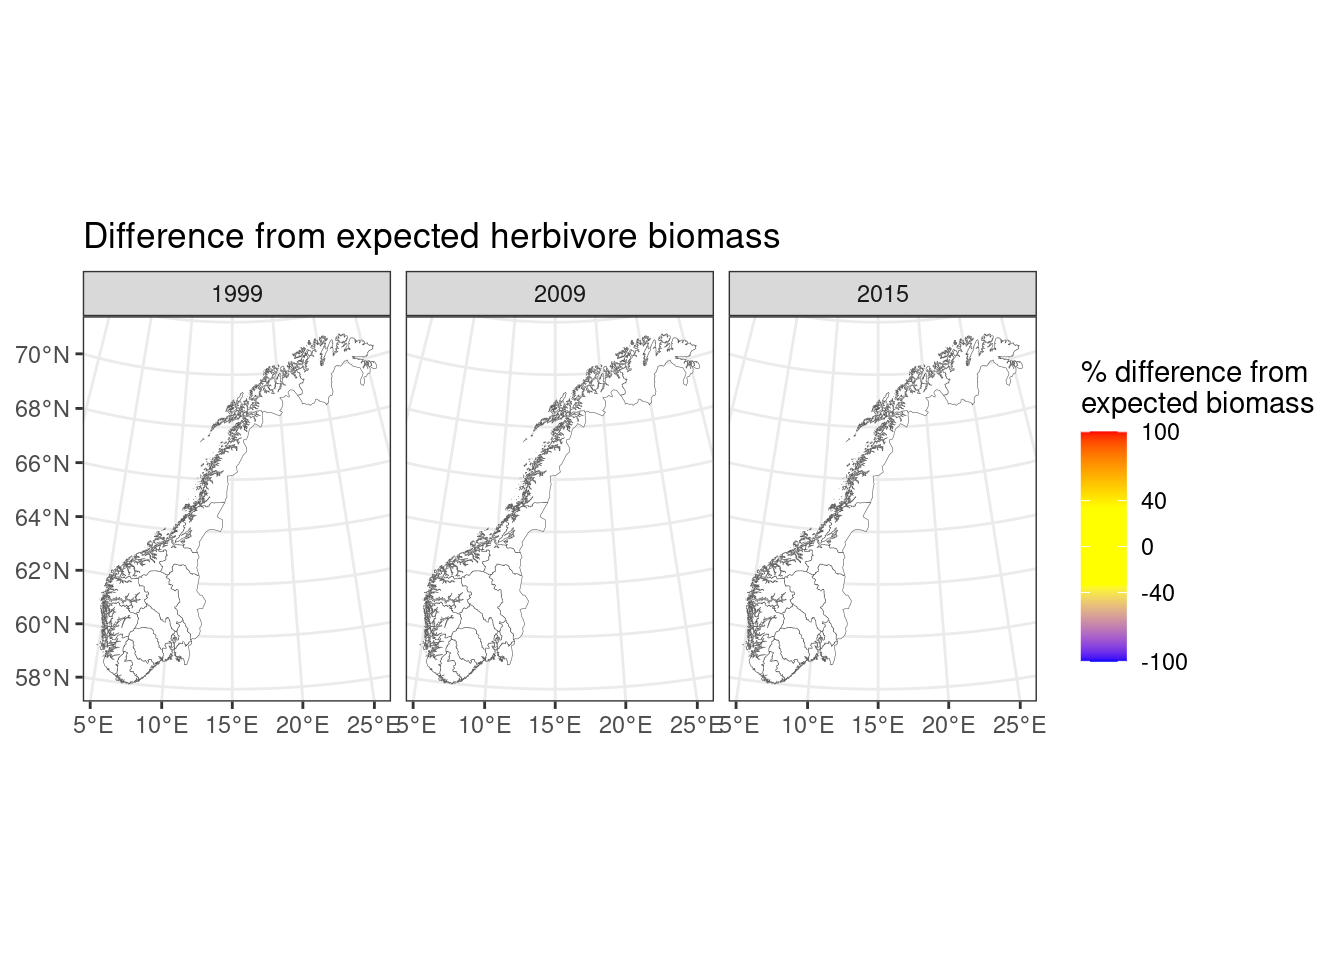 Difference from expected herbivore biomass
1999 2009 2015
70°N
68°N
66°N
64°N
62°N
60°N
58°N
5°E 10°E 15°E 20°E 25°E 5°E 10°E 15°E 20°E 25°E 5°E 10°E 15°E 20°E 25°E
% difference from
expected biomass
100
40
0
-40
-100